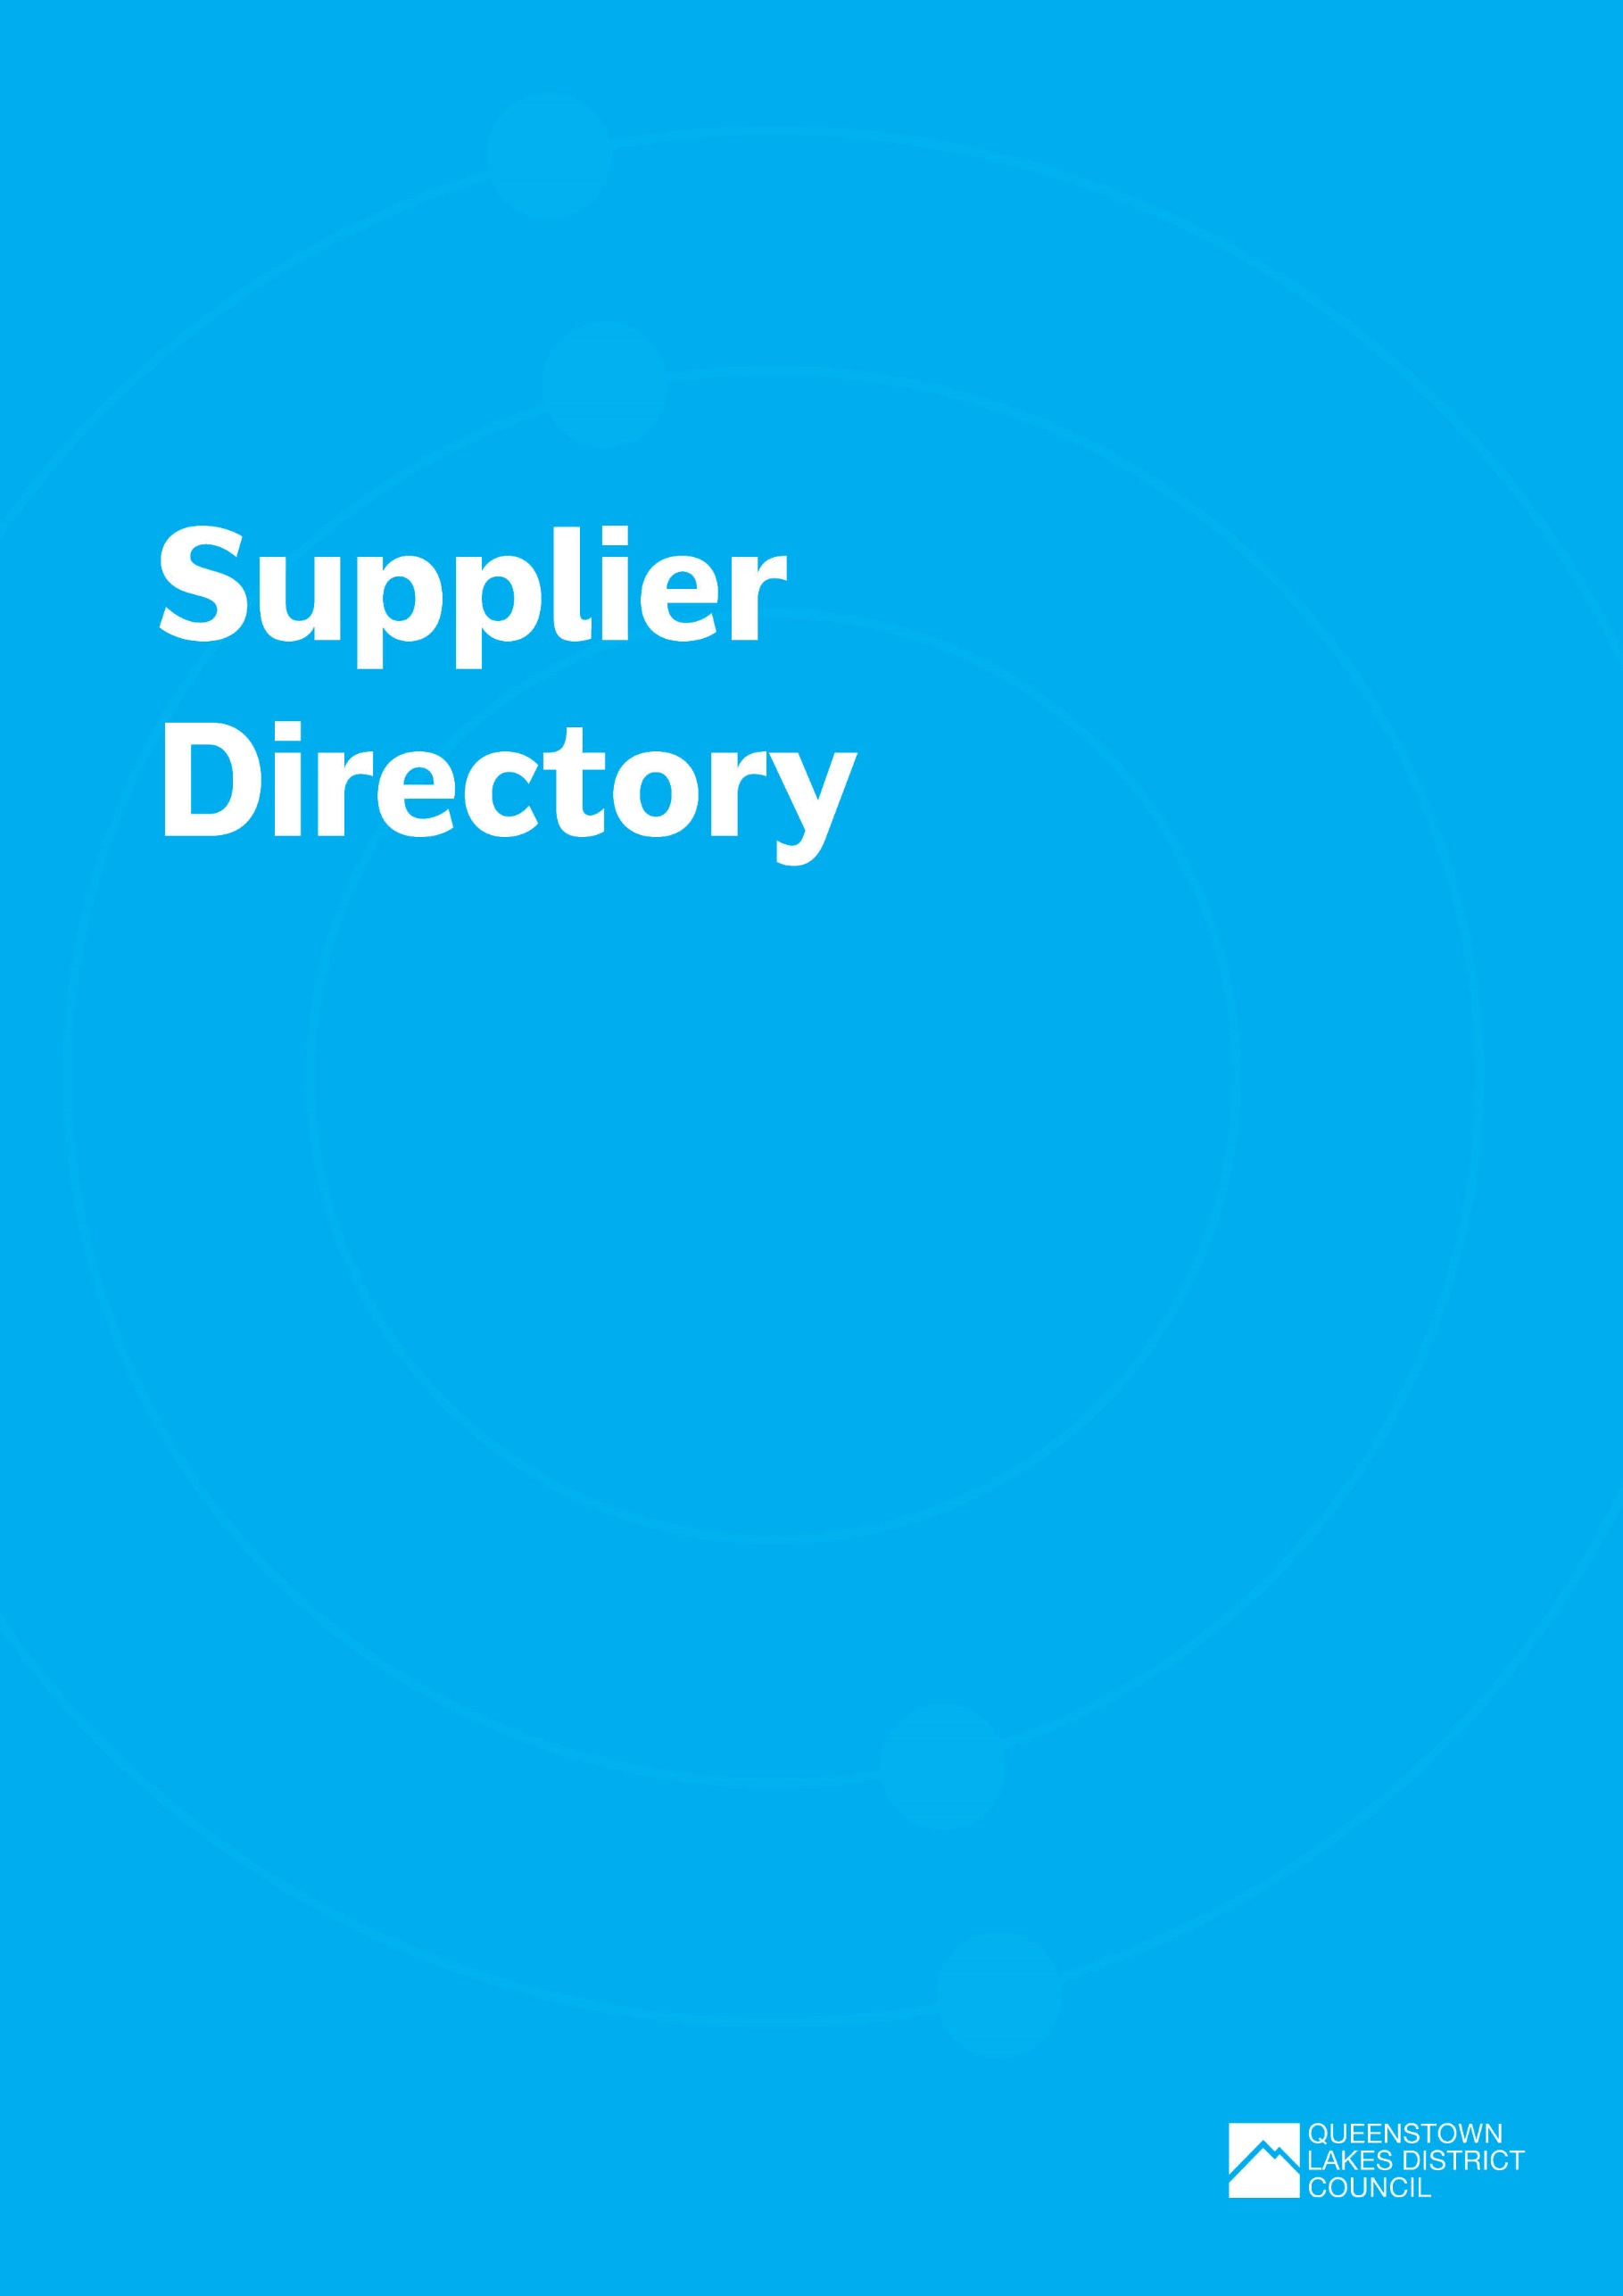 Supplier
Directory
QUEENSTOWN
LAKES DISTRICT
COUNCIL